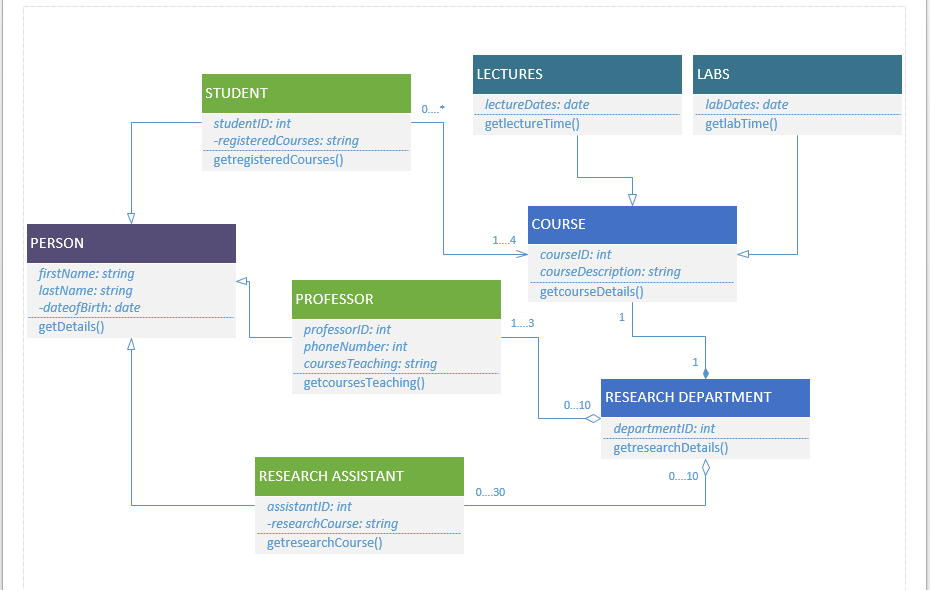 LECTURES
lectureDates: date
getlectureTime()
LABS
labDates: date
getlabTime()
STUDENT
studentID: int
-registeredCourses: string
getregisteredCourses()
0....*
1....4
PERSON
firstName: string
lastName: string
-dateofBirth: date
getDetails()
COURSE
courseID: int
courseDescription: string
getcourseDetails()
PROFESSOR
professorID: int
phoneNumber: int
coursesTeaching: string
getcoursesTeaching()
1....3
1
1
0...10
RESEARCH DEPARTMENT
departmentID: int
getresearchDetails()
0....10
RESEARCH ASSISTANT
assistantID: int
-researchCourse: string
getresearchCourse()
0....30